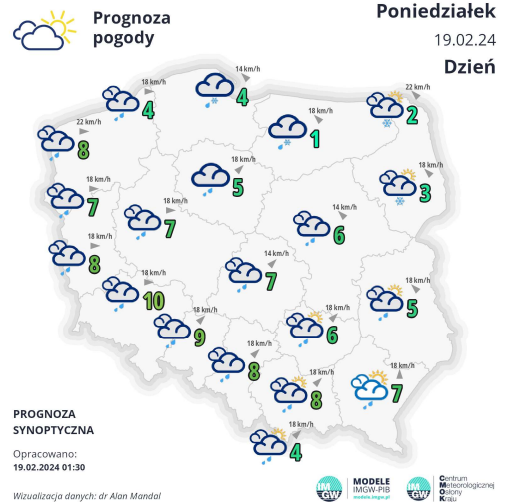 Prognoza
pogody
Poniedziałek
19.02.24
Dzień
18 km/h
4
14 km/h
4
22 km/h
2
22 km/h
8
18 km/h
1
18 km/h
7
18 km/h
5
18 km/h
3
18 km/h
7
14 km/h
6
18 km/h
8
14 km/h
7
18 km/h
10
18 km/h
5
18 km/h
9
18 km/h
6
18 km/h
8
18 km/h
8
18 km/h
7
18 km/h
4
PROGNOZA
SYNOPTYCZNA
Opracowano:
19.02.2024 01:30
Wizualizacja danych: dr Alan Mandal
IM
GW
MODELE
IMGW-PIB
modele.imgw.pl
IM
GW
Centrum
Meteorologicznej
Osłony
Kraju